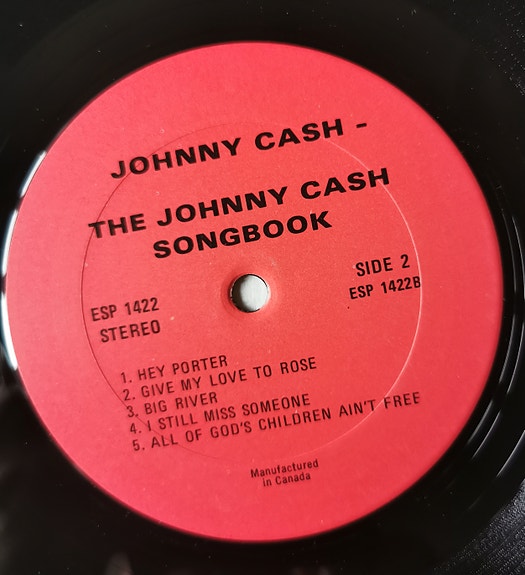 JOHNNY CASH -
THE JOHNNY CASH
SONGBOOK
ESP 1422
STEREO
SIDE 2
ESP 1422B
1. HEY PORTER
2. GIVE MY LOVE TO ROSE
3. BIG RIVER
4. I STILL MISS SOMEONE
5. ALL OF GOD'S CHILDREN AIN'T FREE
Manufactured
in Canada